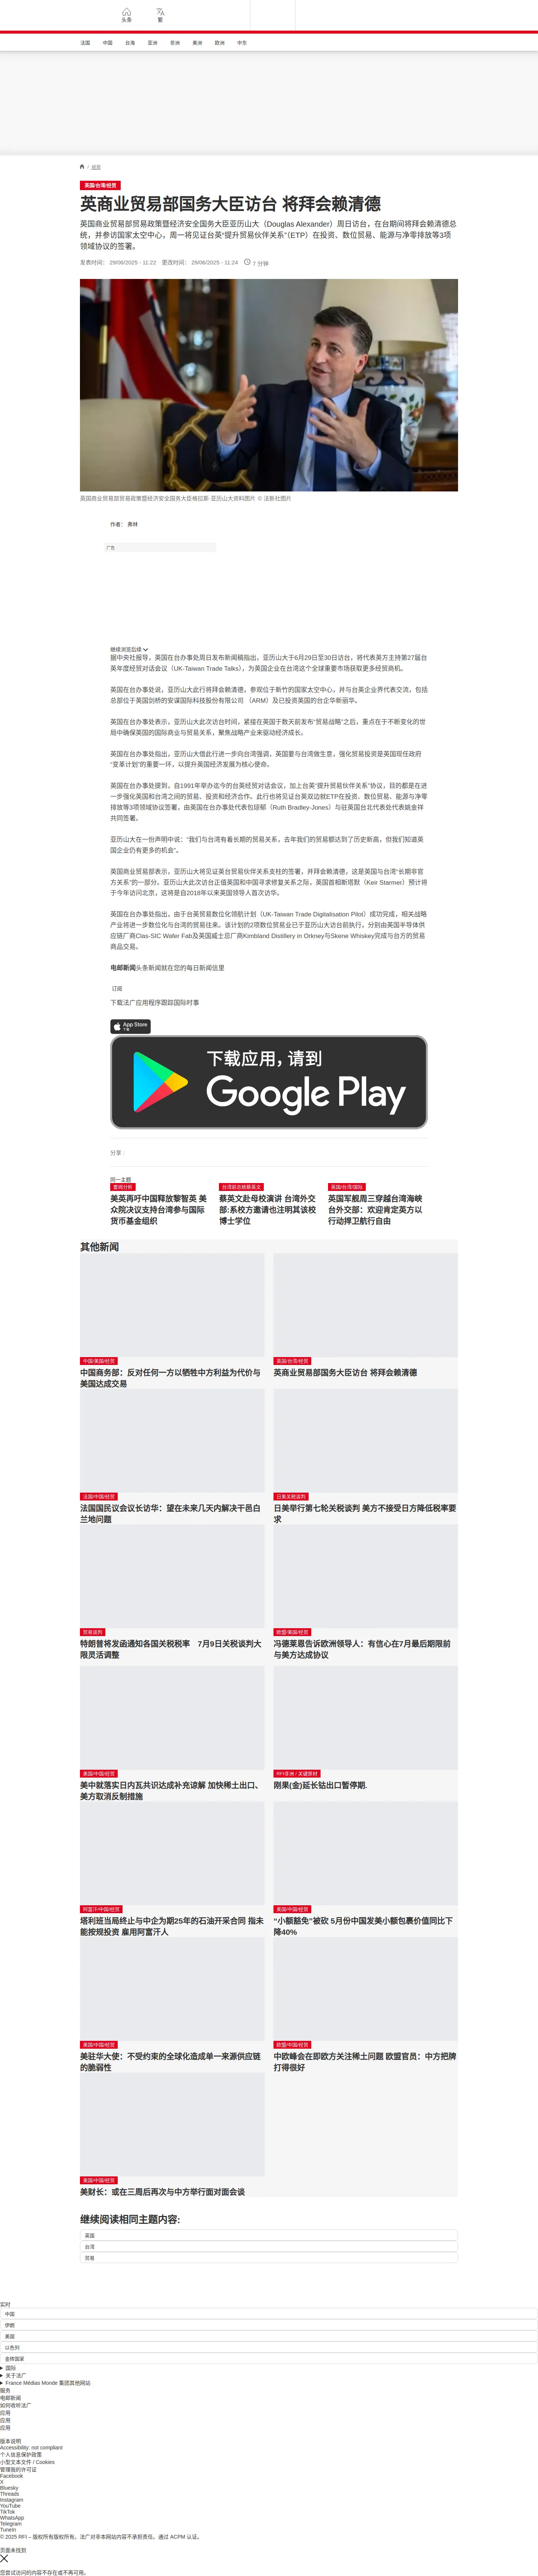 头条
繁
法国
中国
台海
亚洲
非洲
美洲
欧洲
中东
/ 经贸
英国/台湾/经贸
英商业贸易部国务大臣访台 将拜会赖清德
英国商业贸易部贸易政策暨经济安全国务大臣亚历山大（Douglas Alexander）周日访台，在台期间将拜会赖清德总
统，并参访国家太空中心，周一将见证台英“提升贸易伙伴关系”（ETP）在投资、数位贸易、能源与净零排放等3项
领域协议的签署。
发表时间： 29/06/2025 - 11:22 更改时间： 29/06/2025 - 11:24 7 分钟
英国商业贸易部贸易政策暨经济安全国务大臣格拉斯·亚历山大资料图片 © 法新社图片
作者： 弗林
广告
继续浏览后续
据中央社报导，英国在台办事处周日发布新闻稿指出，亚历山大于6月29日至30日访台，将代表英方主持第27届台
英年度经贸对话会议（UK-Taiwan Trade Talks），为英国企业在台湾这个全球重要市场获取更多经贸商机。
英国在台办事处说，亚历山大此行将拜会赖清德，参观位于新竹的国家太空中心，并与台英企业界代表交流，包括
总部位于英国剑桥的安谋国际科技股份有限公司 （ARM）及已投资英国的台企华新丽华。
英国在台办事处表示，亚历山大此次访台时间，紧接在英国于数天前发布“贸易战略”之后，重点在于不断变化的世
局中确保英国的国际商业与贸易关系，聚焦战略产业来驱动经济成长。
英国在台办事处指出，亚历山大借此行进一步向台湾强调，英国要与台湾做生意，强化贸易投资是英国现任政府
“变革计划”的重要一环，以提升英国经济发展为核心使命。
英国在台办事处提到，自1991年举办迄今的台英经贸对话会议，加上台英“提升贸易伙伴关系”协议，目的都是在进
一步强化英国和台湾之间的贸易、投资和经济合作。此行也将见证台英双边就ETP在投资、数位贸易、能源与净零
排放等3项领域协议签署，由英国在台办事处代表包琼郁（Ruth Bradley-Jones）与驻英国台北代表处代表姚金祥
共同签署。
亚历山大在一份声明中说：“我们与台湾有着长期的贸易关系，去年我们的贸易额达到了历史新高，但我们知道英
国企业仍有更多的机会”。
英国商业贸易部表示，亚历山大将见证英台贸易伙伴关系支柱的签署，并拜会赖清德，这是英国与台湾“长期非官
方关系”的一部分。亚历山大此次访台正值英国和中国寻求修复关系之际，英国首相斯塔默（Keir Starmer）预计将
于今年访问北京，这将是自2018年以来英国领导人首次访华。
英国在台办事处指出，由于台英贸易数位化领航计划（UK-Taiwan Trade Digitalisation Pilot）成功完成，相关战略
产业将进一步数位化与台湾的贸易往来。该计划的2项数位贸易业已于亚历山大访台前执行，分别由英国半导体供
应链厂商Clas-SIC Wafer Fab及英国威士忌厂商Kimbland Distillery in Orkney与Skene Whiskey完成与台方的贸易
商品交易。
电邮新闻头条新闻就在您的每日新闻信里
订阅
下载法广应用程序跟踪国际时事
App Store
下载
下载应用，请到
Google Play
分享 :
同一主题
要闻分析
美英再吁中国释放黎智英 美
众院决议支持台湾参与国际
货币基金组织
台湾前总统蔡英文
蔡英文赴母校演讲 台湾外交
部:系校方邀请也注明其该校
博士学位
英国/台湾/国际
英国军舰周三穿越台湾海峡
台外交部：欢迎肯定英方以
行动捍卫航行自由
其他新闻
中国/美国/经贸
中国商务部：反对任何一方以牺牲中方利益为代价与
美国达成交易
英国/台湾/经贸
英商业贸易部国务大臣访台 将拜会赖清德
法国/中国/经贸
法国国民议会议长访华：望在未来几天内解决干邑白
兰地问题
日美关税谈判
日美举行第七轮关税谈判 美方不接受日方降低税率要
求
贸易谈判
特朗普将发函通知各国关税税率 7月9日关税谈判大
限灵活调整
欧盟/美国/经贸
冯德莱恩告诉欧洲领导人：有信心在7月最后期限前
与美方达成协议
美国/中国/经贸
美中就落实日内瓦共识达成补充谅解 加快稀土出口、
美方取消反制措施
RFI非洲 / 关键原材
刚果(金)延长钴出口暂停期.
阿富汗/中国/经贸
塔利班当局终止与中企为期25年的石油开采合同 指未
能按规投资 雇用阿富汗人
美国/中国/经贸
“小额豁免”被砍 5月份中国发美小额包裹价值同比下
降40%
美国/中国/经贸
美驻华大使：不受约束的全球化造成单一来源供应链
的脆弱性
欧盟/中国/经贸
中欧峰会在即欧方关注稀土问题 欧盟官员：中方把牌
打得很好
美国/中国/经贸
美财长：或在三周后再次与中方举行面对面会谈
继续阅读相同主题内容:
英国
台湾
贸易
实时
中国
伊朗
美国
以色列
金砖国家
国际
关于法广
France Médias Monde 集团其他网站
服务
电邮新闻
如何收听法广
应用
应用
应用
版本说明
Accessibility: not compliant
个人信息保护政策
小型文本文件 / Cookies
管理我的许可证
Facebook
X
Bluesky
Threads
Instagram
YouTube
TikTok
WhatsApp
Telegram
TuneIn
© 2025 RFI – 版权所有版权所有。法广对非本网站内容不承担责任。通过 ACPM 认证。
页面未找到
您尝试访问的内容不存在或不再可用。